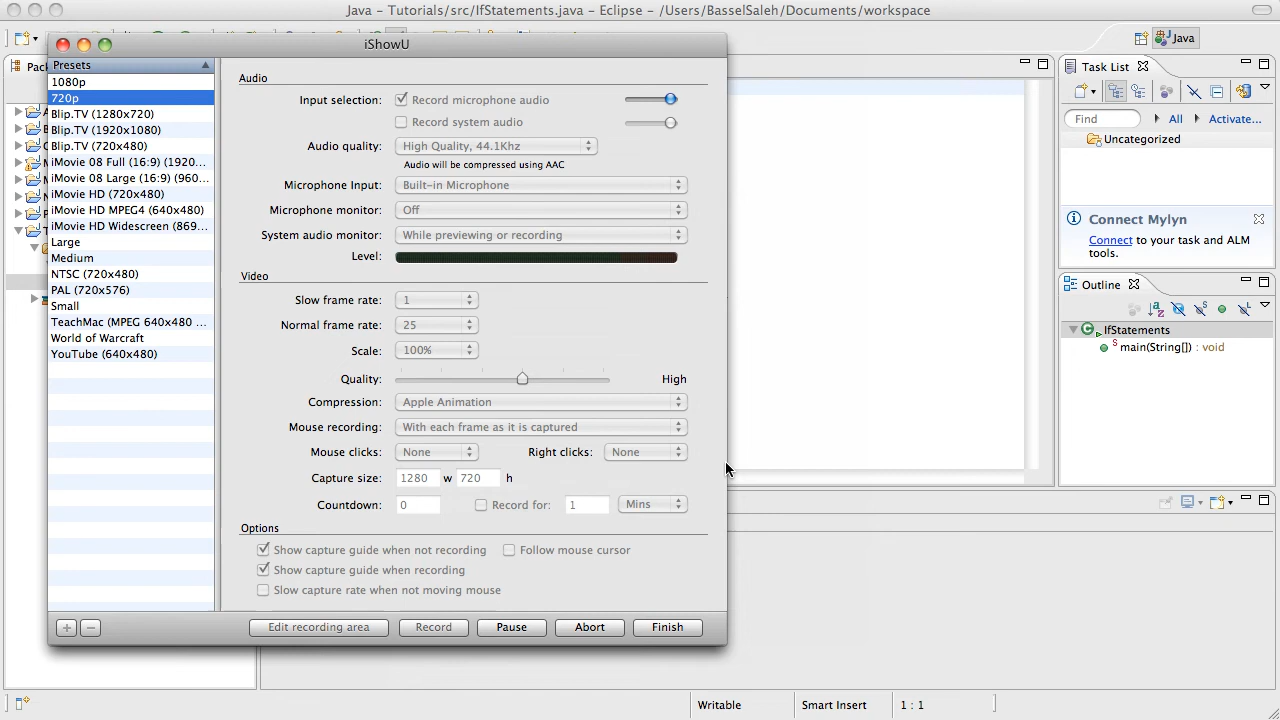 Java - Tutorials/src/IfStatements.java - Eclipse - /Users/BasselSaleh/Documents/workspace
Java
iShowU
Presets
1080p
720p
Blip.TV (1280x720)
Blip.TV (1920x1080)
Blip.TV (720x480)
iMovie 08 Full (16:9) (1920...
iMovie 08 Large (16:9) (960...
iMovie HD (720x480)
iMovie HD MPEG4 (640x480)
iMovie HD Widescreen (869...
Large
Medium
NTSC (720x480)
PAL (720x576)
Small
TeachMac (MPEG 640x480 ...
World of Warcraft
YouTube (640x480)
Audio
Input selection: Record microphone audio
Record system audio
Audio quality: High Quality, 44.1Khz
Audio will be compressed using AAC
Microphone Input: Built-in Microphone
Microphone monitor: Off
System audio monitor: While previewing or recording
Level:
Video
Slow frame rate: 1
Normal frame rate: 25
Scale: 100%
Quality: High
Compression: Apple Animation
Mouse recording: With each frame as it is captured
Mouse clicks: None Right clicks: None
Capture size: 1280 w 720 h
Countdown: 0 Record for: 1 Mins
Options
Show capture guide when not recording Follow mouse cursor
Show capture guide when recording
Slow capture rate when not moving mouse
Edit recording area Record Pause Abort Finish
Task List
Find All Activate...
Uncategorized
Connect Mylyn
Connect to your task and ALM
tools.
Outline
IfStatements
main(String[]) : void
Writable Smart Insert 1 : 1